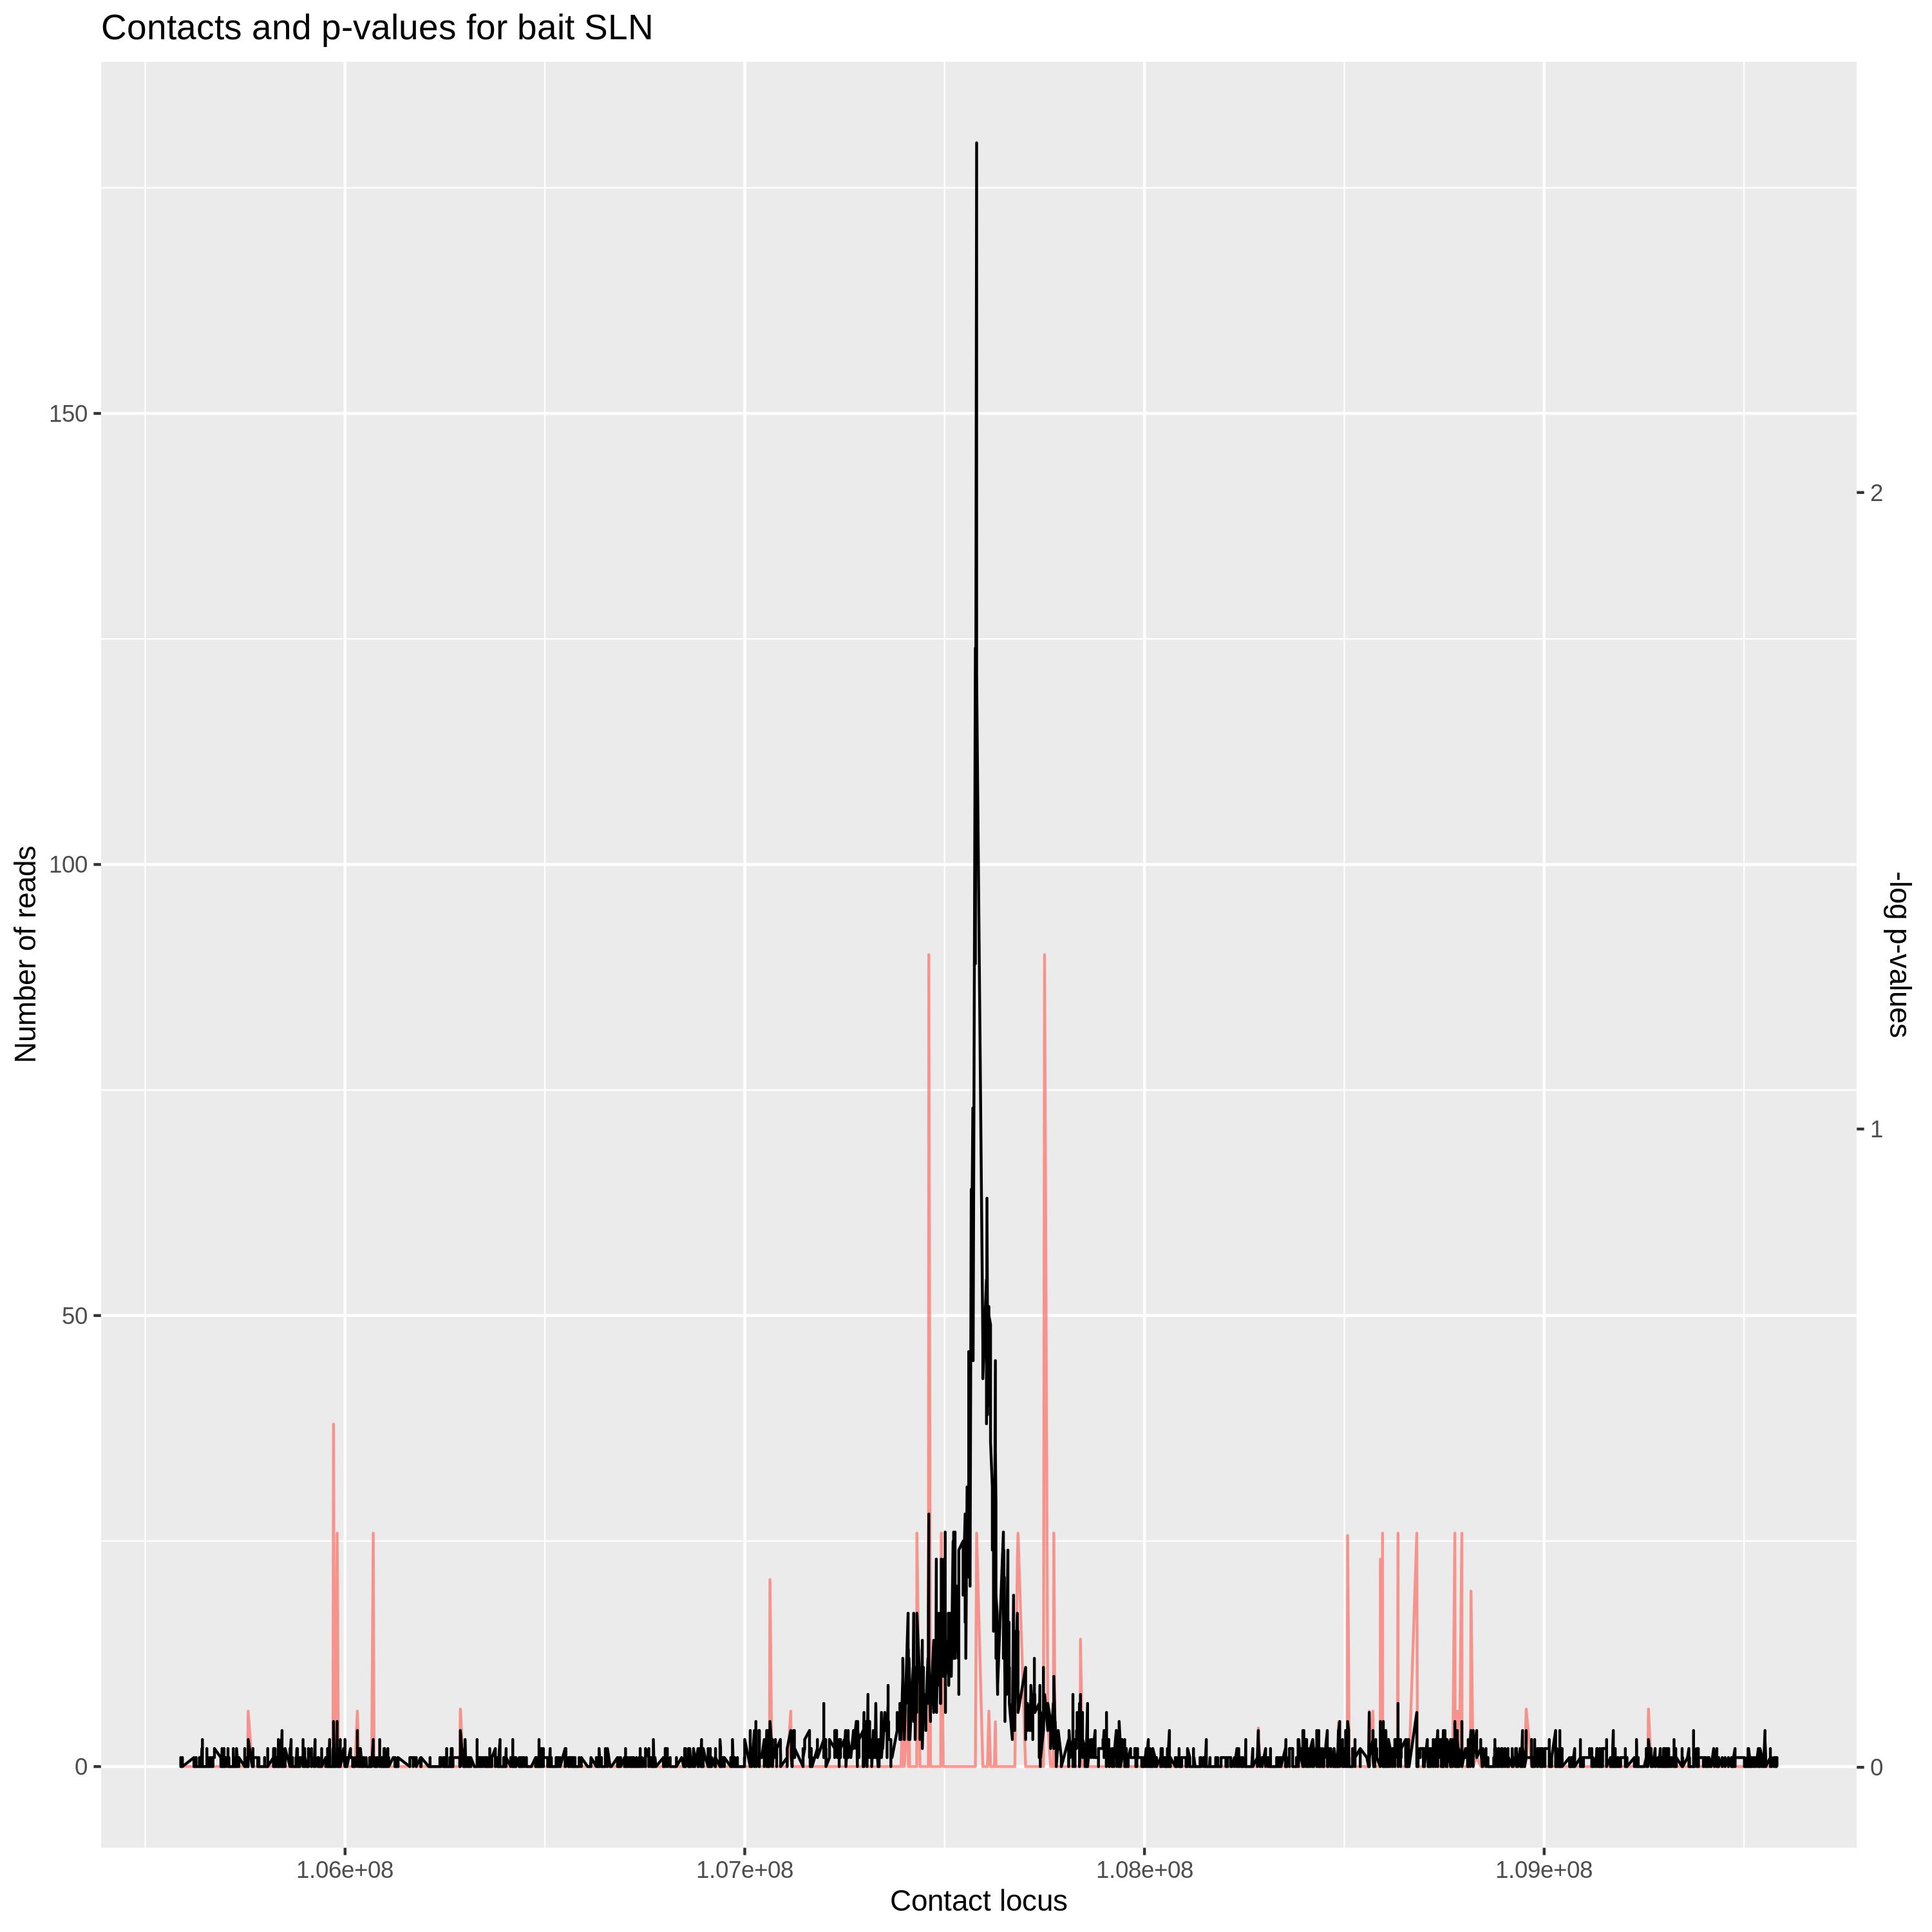 Contacts and p-values for bait SLN
150
100
50
0
Number of reads
2
1
0
-log p-values
1.06e+08
1.07e+08
1.08e+08
1.09e+08
Contact locus